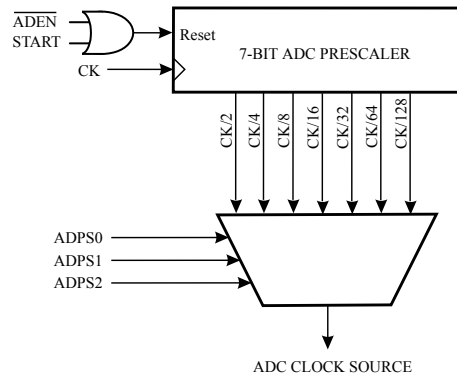 ADEN
START
Reset
7-BIT ADC PRESCALER
CK
CK/2
CK/4
CK/8
CK/16
CK/32
CK/64
CK/128
ADPS0
ADPS1
ADPS2
ADC CLOCK SOURCE